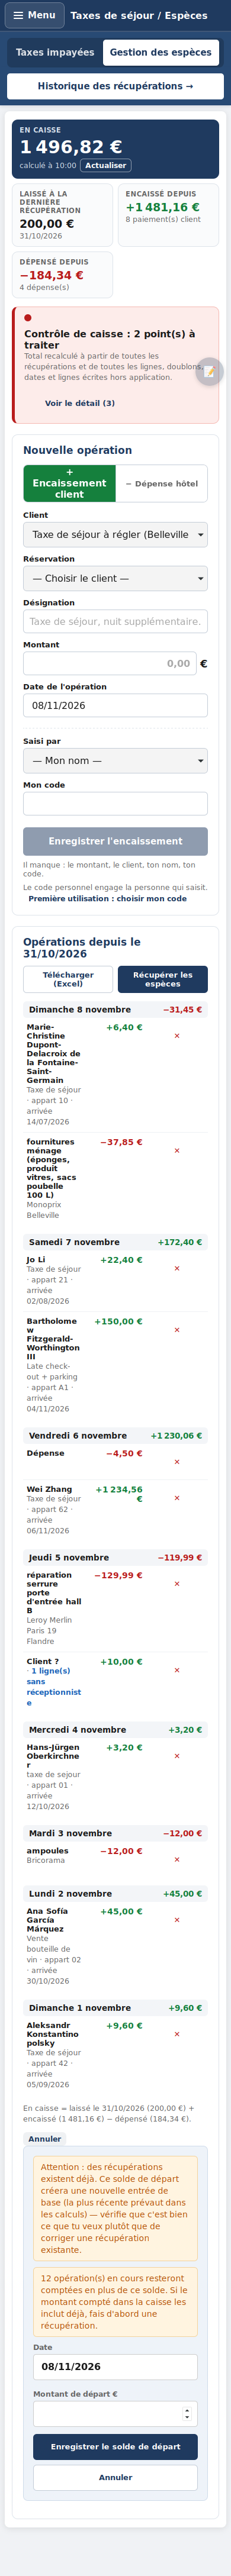 Menu
Taxes de séjour / Espèces
Taxes impayées
Gestion des espèces
Historique des récupérations →
EN CAISSE
1 496,82 €
calculé à 10:00
Actualiser
LAISSÉ À LA
DERNIÈRE
RÉCUPÉRATION
200,00 €
31/10/2026
ENCAISSÉ DEPUIS
+1 481,16 €
8 paiement(s) client
DÉPENSÉ DEPUIS
−184,34 €
4 dépense(s)
Contrôle de caisse : 2 point(s) à
traiter
Total recalculé à partir de toutes les
récupérations et de toutes les lignes, doublons,
dates et lignes écrites hors application.
Voir le détail (3)
Nouvelle opération
+
Encaissement
client
− Dépense hôtel
Client
Taxe de séjour à régler (Belleville
Réservation
— Choisir le client —
Désignation
Taxe de séjour, nuit supplémentaire.
Montant
0,00
€
Date de l'opération
08/11/2026
Saisi par
— Mon nom —
Mon code
Enregistrer l'encaissement
Il manque : le montant, le client, ton nom, ton
code.
Le code personnel engage la personne qui saisit.
Première utilisation : choisir mon code
Opérations depuis le
31/10/2026
Télécharger
(Excel)
Récupérer les
espèces
Dimanche 8 novembre
−31,45 €
Marie-
Christine
Dupont-
Delacroix de
la Fontaine-
Saint-
Germain
+6,40 €
×
Taxe de séjour
· appart 10 ·
arrivée
14/07/2026
fournitures
ménage
(éponges,
produit
vitres, sacs
poubelle
100 L)
−37,85 €
×
Monoprix
Belleville
Samedi 7 novembre
+172,40 €
Jo Li
+22,40 €
×
Taxe de séjour
· appart 21 ·
arrivée
02/08/2026
Bartholome
w
Fitzgerald-
Worthington
III
+150,00 €
×
Late check-
out + parking
· appart A1 ·
arrivée
04/11/2026
Vendredi 6 novembre
+1 230,06 €
Dépense
−4,50 €
×
Wei Zhang
+1 234,56
€
×
Taxe de séjour
· appart 62 ·
arrivée
06/11/2026
Jeudi 5 novembre
−119,99 €
réparation
serrure
porte
d'entrée hall
B
−129,99 €
×
Leroy Merlin
Paris 19
Flandre
Client ?
+10,00 €
×
· 1 ligne(s)
sans
réceptionnist
e
Mercredi 4 novembre
+3,20 €
Hans-Jürgen
Oberkirchne
r
+3,20 €
×
taxe de sejour
· appart 01 ·
arrivée
12/10/2026
Mardi 3 novembre
−12,00 €
ampoules
−12,00 €
×
Bricorama
Lundi 2 novembre
+45,00 €
Ana Sofía
García
Márquez
+45,00 €
×
Vente
bouteille de
vin · appart 02
· arrivée
30/10/2026
Dimanche 1 novembre
+9,60 €
Aleksandr
Konstantino
polsky
+9,60 €
×
Taxe de séjour
· appart 42 ·
arrivée
05/09/2026
En caisse = laissé le 31/10/2026 (200,00 €) +
encaissé (1 481,16 €) − dépensé (184,34 €).
Annuler
Attention : des récupérations
existent déjà. Ce solde de départ
créera une nouvelle entrée de
base (la plus récente prévaut dans
les calculs) — vérifie que c'est bien
ce que tu veux plutôt que de
corriger une récupération
existante.
12 opération(s) en cours resteront
comptées en plus de ce solde. Si le
montant compté dans la caisse les
inclut déjà, fais d'abord une
récupération.
Date
08/11/2026
Montant de départ €
Enregistrer le solde de départ
Annuler